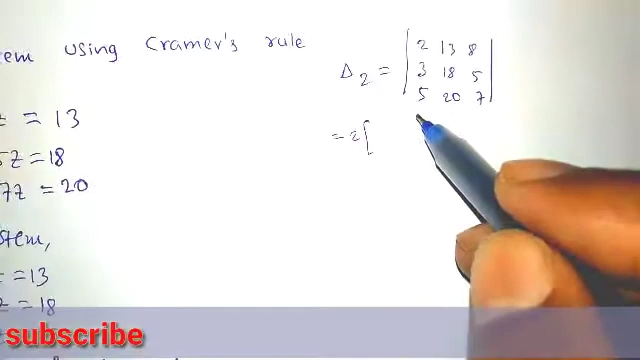 em using Cramer's rule
z = 13
5z = 18
7z = 20
stem,
z = 13
z = 18
Δ₂ = | 2 13 8 |
| 3 18 5 |
| 5 20 7 |
= 2[
subscribe